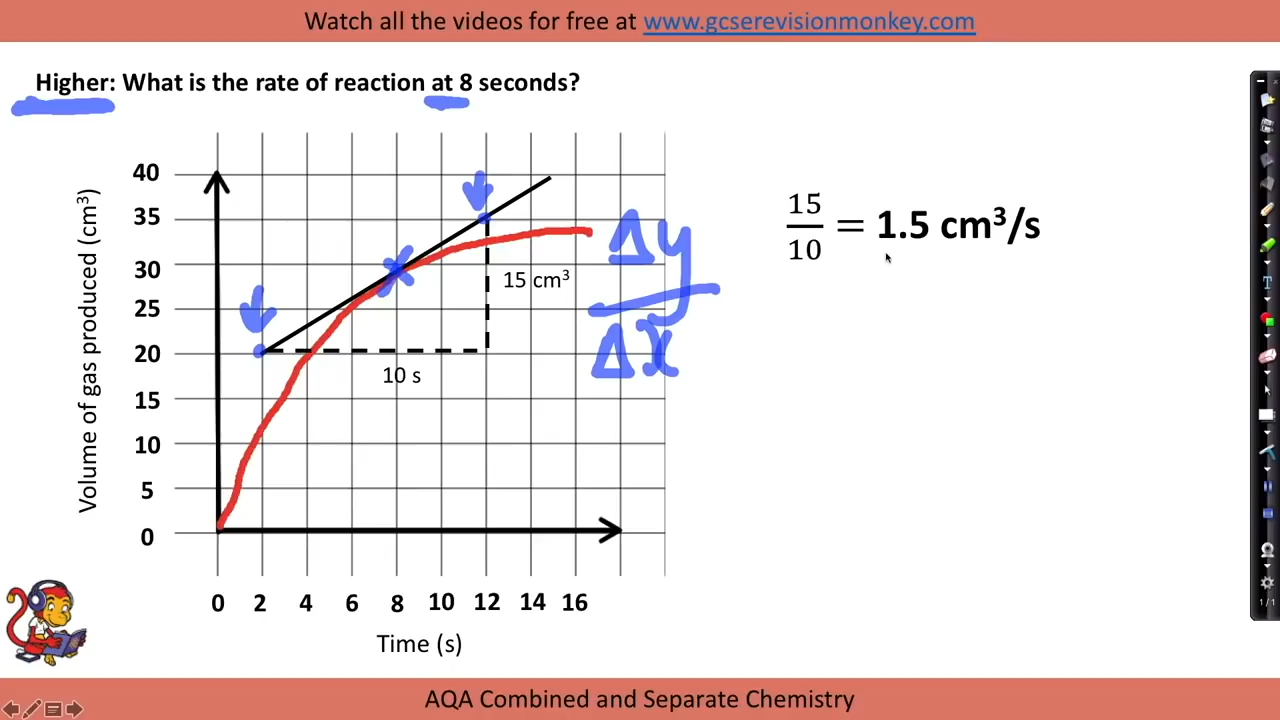 Watch all the videos for free at www.gcserevisionmonkey.com
Higher: What is the rate of reaction at 8 seconds?
Volume of gas produced (cm³)
40
35
30
25
20
15
10
5
0
15 cm³
10 s
Δy
Δx
15
10
= 1.5 cm³/s
0 2 4 6 8 10 12 14 16
Time (s)
1/1
AQA Combined and Separate Chemistry